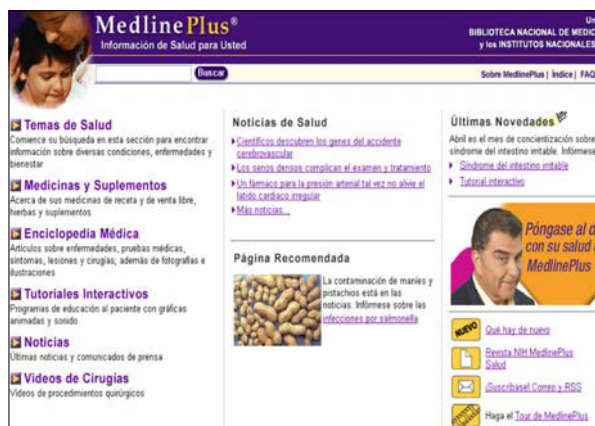 MedlinePlus®
Información de Salud para Usted
BIBLIOTECA NACIONAL DE MEDIC
y los INSTITUTOS NACIONALES
Buscar
Sobre MedlinePlus | Índice | FAQ
Temas de Salud
Comience su búsqueda en esta sección para encontrar
información sobre diversas condiciones, enfermedades y
bienestar
Medicinas y Suplementos
Acerca de sus medicinas de receta y de venta libre,
hierbas y suplementos
Enciclopedia Médica
Artículos sobre enfermedades, pruebas médicas,
síntomas, lesiones y cirugías; además de fotografías e
ilustraciones
Tutoriales Interactivos
Programas de educación al paciente con gráficas
animadas y sonido
Noticias
Últimas noticias y comunicados de prensa
Videos de Cirugías
Videos de procedimientos quirúrgicos
Noticias de Salud
Científicos descubren los genes del accidente
cerebrovascular
Los senos densos complican el examen y tratamiento
Un fármaco para la presión arterial tal vez no alivie el
latido cardiaco irregular
Más noticias...
Página Recomendada
La contaminación de maníes y
pistachios está en las
noticias. Infórmese sobre las
infecciones por salmonella
Últimas Novedades
Abril es el mes de concientización sobre
síndrome del intestino irritable. Infórmese
Síndrome del intestino irritable
Tutorial interactivo
Póngase al d
con su salud
MedlinePlus
NUEVO
Qué hay de nuevo
Revista NIH MedlinePlus
Salud
¡Suscríbase! Correo y RSS
Haga el Tour de MedlinePlus